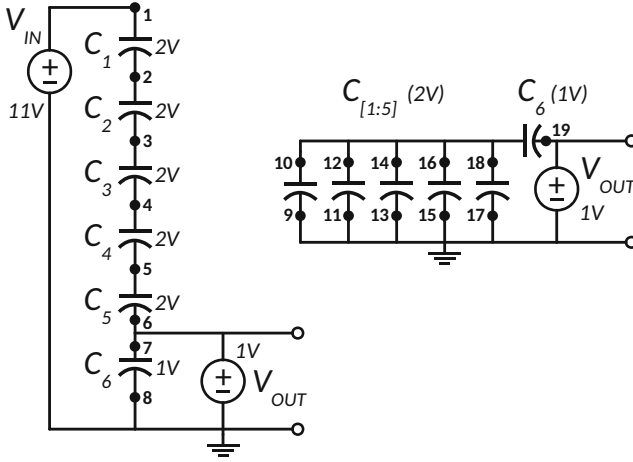 V_IN
11V
+
−
1
C_1 2V
2
C_2 2V
3
C_3 2V
4
C_4 2V
5
C_5 2V
6
7
C_6 1V
8
1V
+
−
V_OUT
C_[1:5] (2V)
C_6 (1V)
19
10 12 14 16 18
9 11 13 15 17
+
−
V_OUT
1V